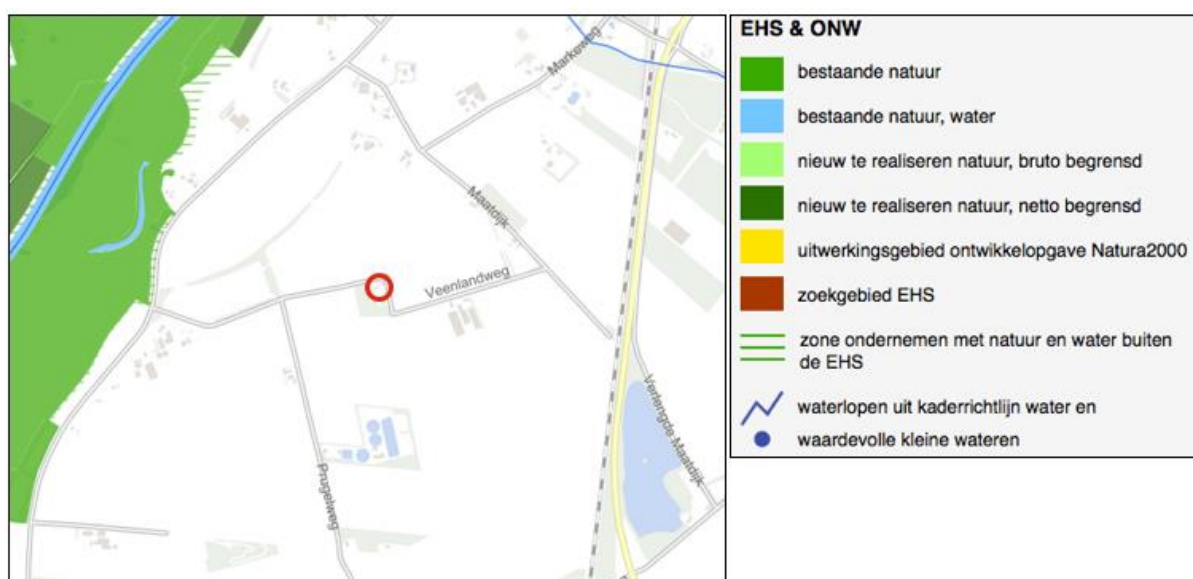 Markeweg
Maatdijk
Veenlandweg
Prugelweg
Verlengde Maatdijk
EHS & ONW
bestaande natuur
bestaande natuur, water
nieuw te realiseren natuur, bruto begrensd
nieuw te realiseren natuur, netto begrensd
uitwerkingsgebied ontwikkelopgave Natura2000
zoekgebied EHS
zone ondernemen met natuur en water buiten
de EHS
waterlopen uit kaderrichtlijn water en
waardevolle kleine wateren